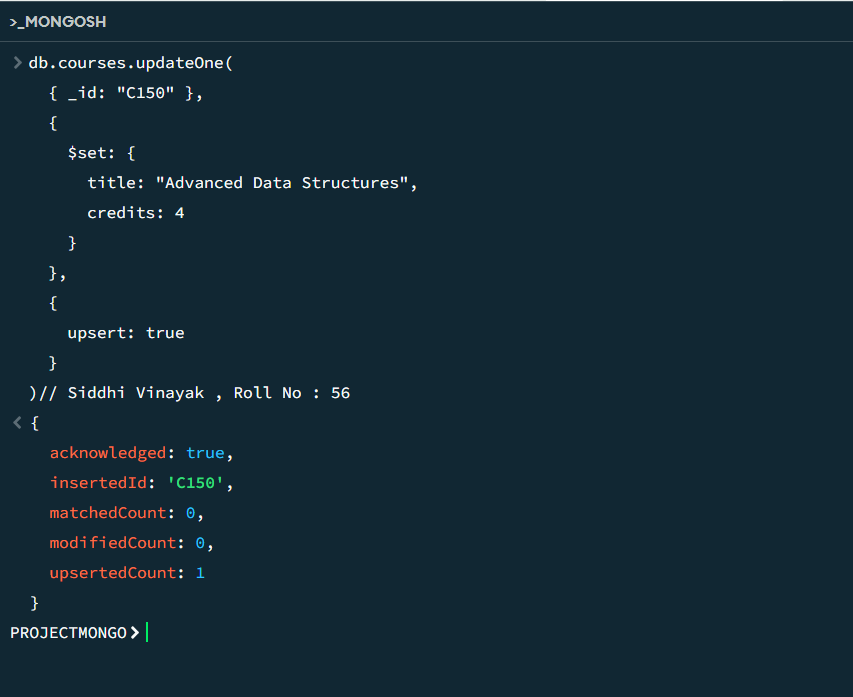 >_MONGOSH
> db.courses.updateOne(
{ _id: "C150" },
{
$set: {
title: "Advanced Data Structures",
credits: 4
}
},
{
upsert: true
}
)// Siddhi Vinayak , Roll No : 56
< {
acknowledged: true,
insertedId: 'C150',
matchedCount: 0,
modifiedCount: 0,
upsertedCount: 1
}
PROJECTMONGO>